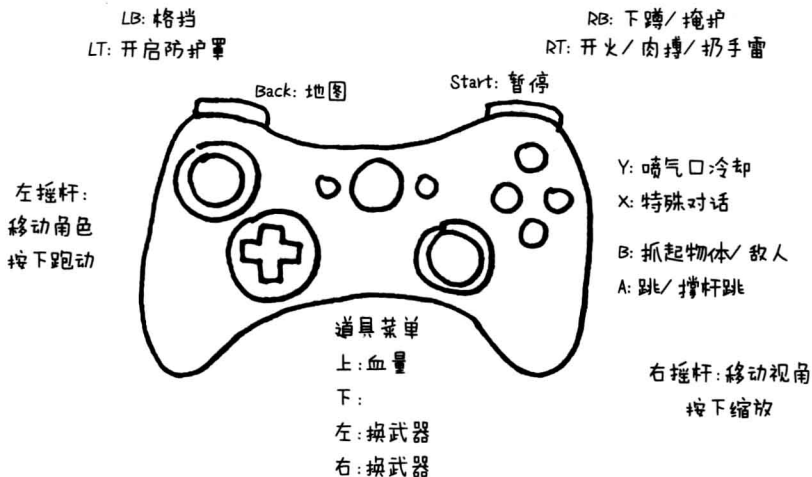 LB: 格挡
LT: 开启防护罩
RB: 下蹲/掩护
RT: 开火/肉搏/扔手雷
Back: 地图
Start: 暂停
左摇杆:
移动角色
按下跑动
Y: 喷气口冷却
X: 特殊对话
B: 抓起物体/敌人
A: 跳/撑杆跳
道具菜单
上:血量
下:
左:换武器
右:换武器
右摇杆:移动视角
按下缩放